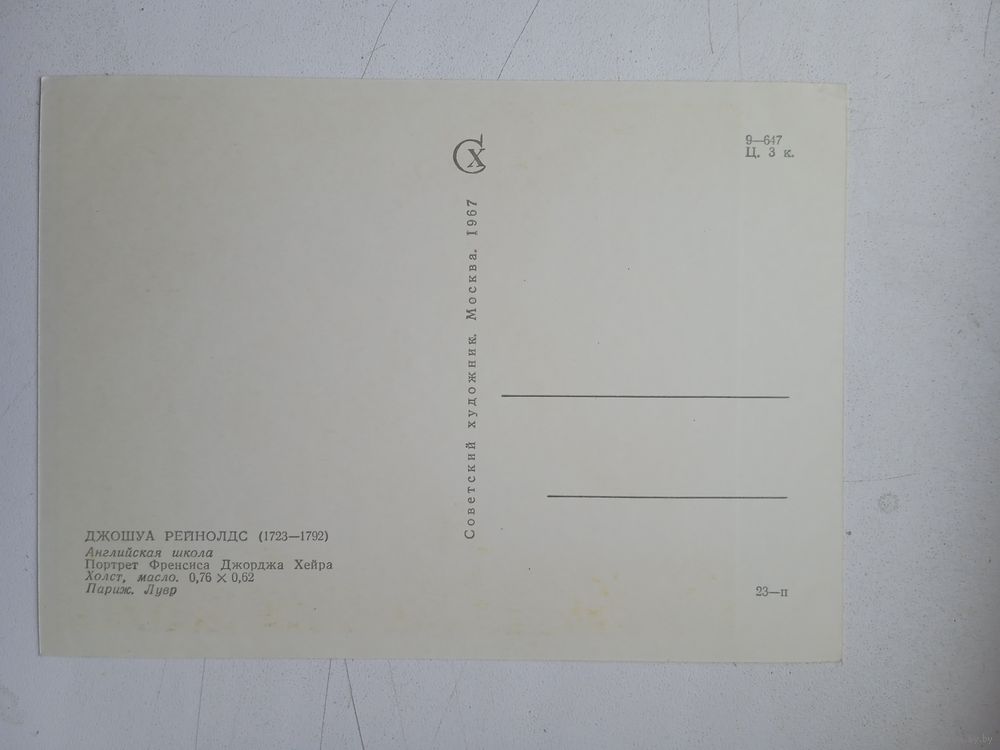 ДЖОШУА РЕЙНОЛДС (1723—1792)
Английская школа
Портрет Френсиса Джорджа Хейра
Холст, масло. 0,76 × 0,62
Париж. Лувр
СХ
Советский художник. Москва. 1967
9—647
Ц. 3 к.
23—п